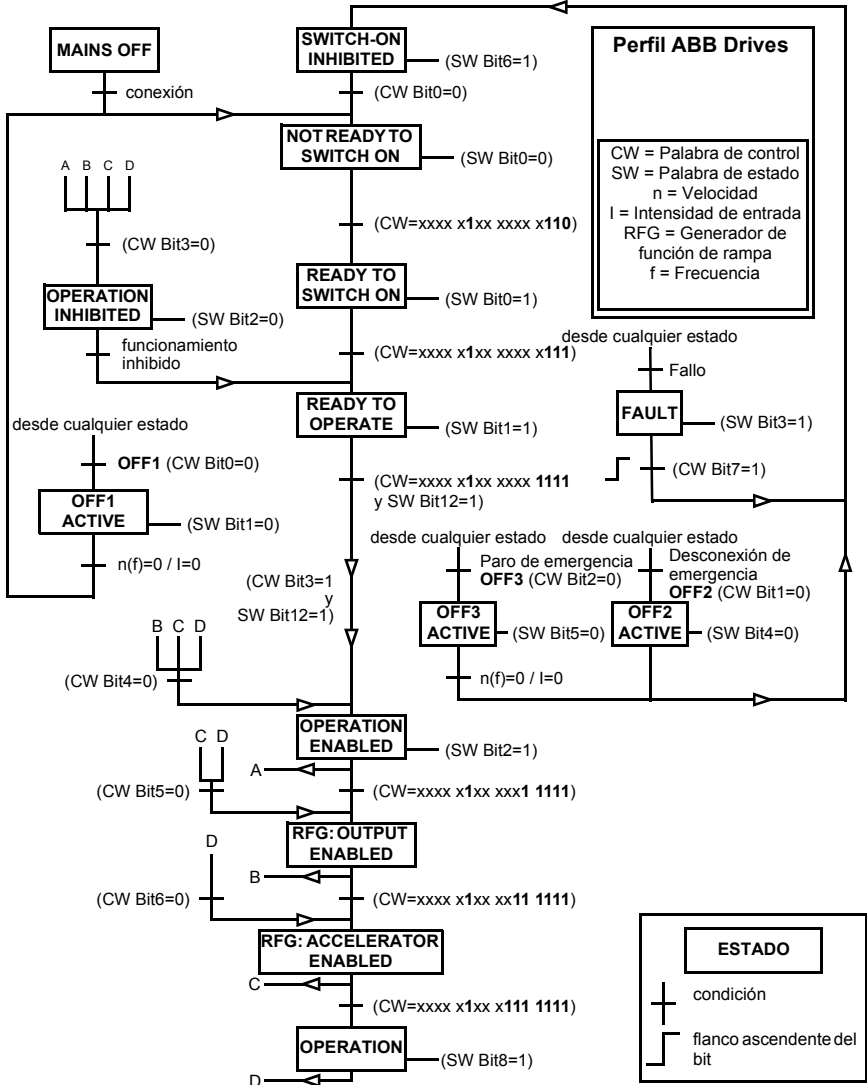 MAINS OFF
conexión
SWITCH-ON
INHIBITED
(SW Bit6=1)
(CW Bit0=0)
NOT READY TO
SWITCH ON
(SW Bit0=0)
(CW=xxxx x1xx xxxx x110)
READY TO
SWITCH ON
(SW Bit0=1)
(CW=xxxx x1xx xxxx x111)
READY TO
OPERATE
(SW Bit1=1)
(CW=xxxx x1xx xxxx 1111
y SW Bit12=1)
Perfil ABB Drives
CW = Palabra de control
SW = Palabra de estado
n = Velocidad
I = Intensidad de entrada
RFG = Generador de
función de rampa
f = Frecuencia
A B C D
(CW Bit3=0)
OPERATION
INHIBITED
(SW Bit2=0)
funcionamiento
inhibido
desde cualquier estado
Fallo
FAULT
(SW Bit3=1)
(CW Bit7=1)
desde cualquier estado
OFF1 (CW Bit0=0)
OFF1
ACTIVE
(SW Bit1=0)
n(f)=0 / I=0
(CW Bit3=1
y
SW Bit12=1)
desde cualquier estado
Paro de emergencia
OFF3 (CW Bit2=0)
OFF3
ACTIVE
(SW Bit5=0)
n(f)=0 / I=0
desde cualquier estado
Desconexión de
emergencia
OFF2 (CW Bit1=0)
OFF2
ACTIVE
(SW Bit4=0)
B C D
(CW Bit4=0)
OPERATION
ENABLED
(SW Bit2=1)
A
(CW=xxxx x1xx xxx1 1111)
C D
(CW Bit5=0)
RFG: OUTPUT
ENABLED
B
(CW=xxxx x1xx xx11 1111)
D
(CW Bit6=0)
RFG: ACCELERATOR
ENABLED
C
(CW=xxxx x1xx x111 1111)
OPERATION
(SW Bit8=1)
D
ESTADO
condición
flanco ascendente del
bit